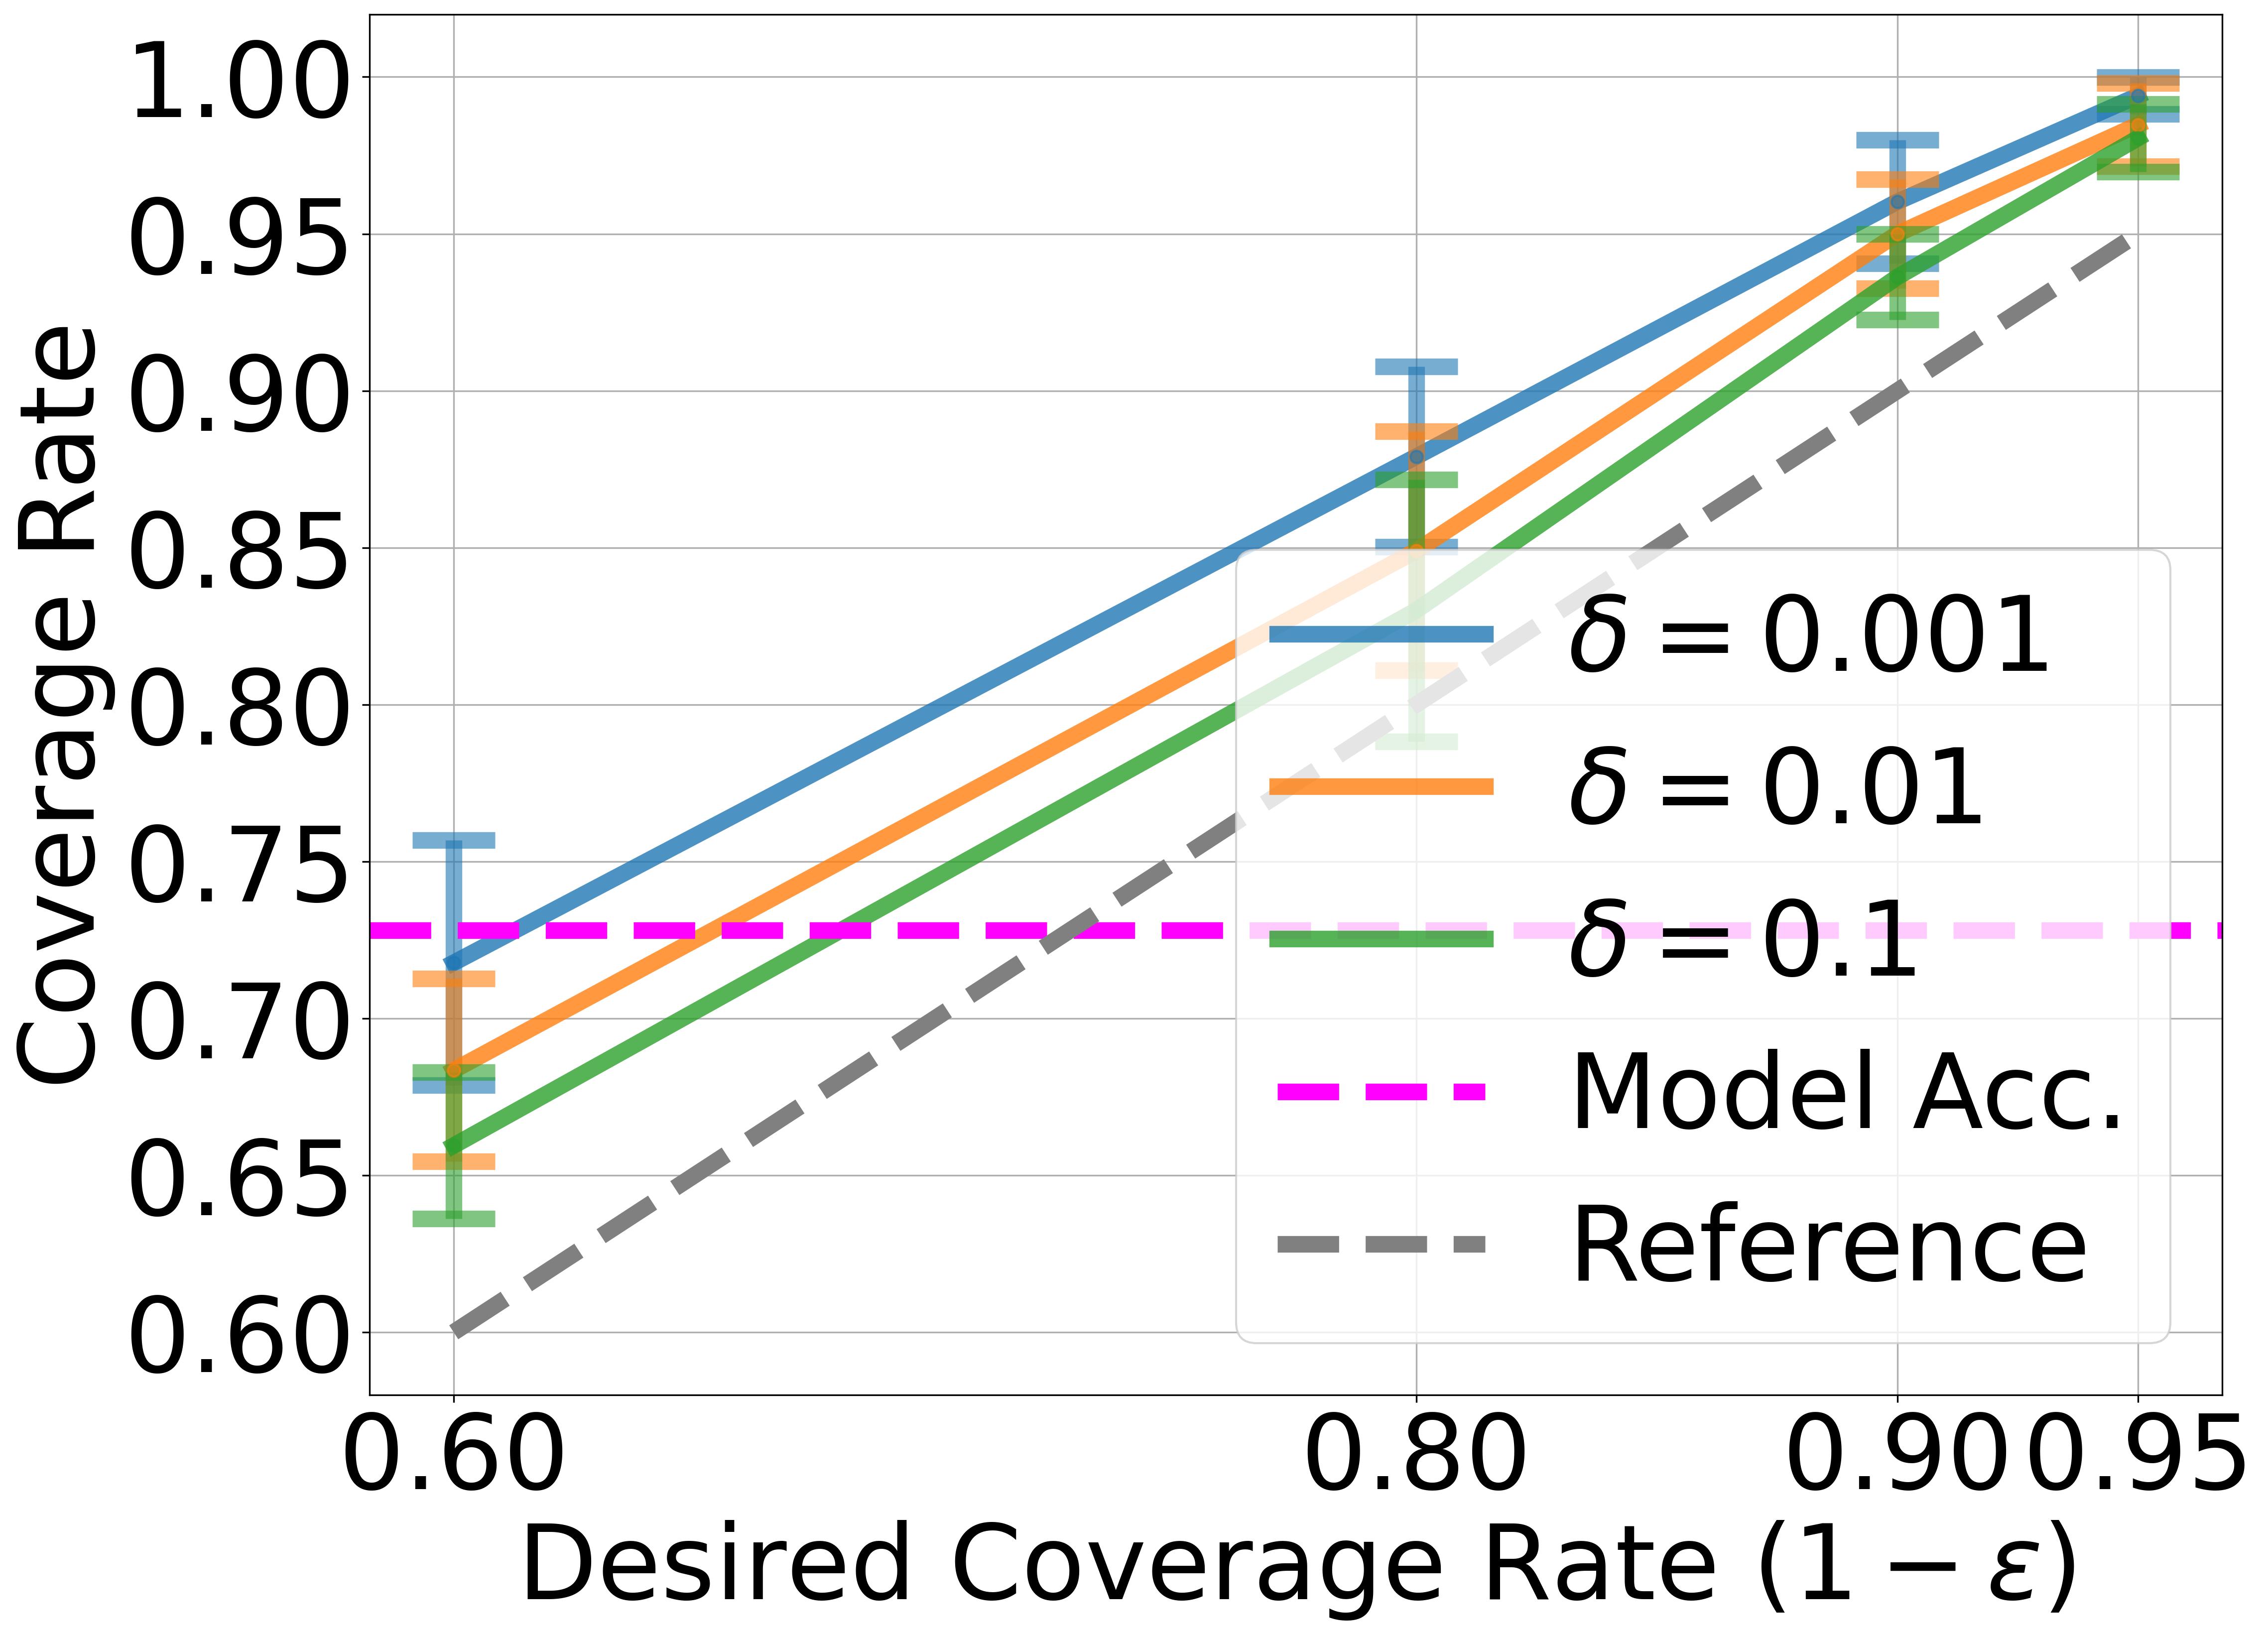 Coverage Rate
1.00
0.95
0.90
0.85
0.80
0.75
0.70
0.65
0.60
δ = 0.001
δ = 0.01
δ = 0.1
Model Acc.
Reference
0.60 0.80 0.90 0.95
Desired Coverage Rate (1 − ε)